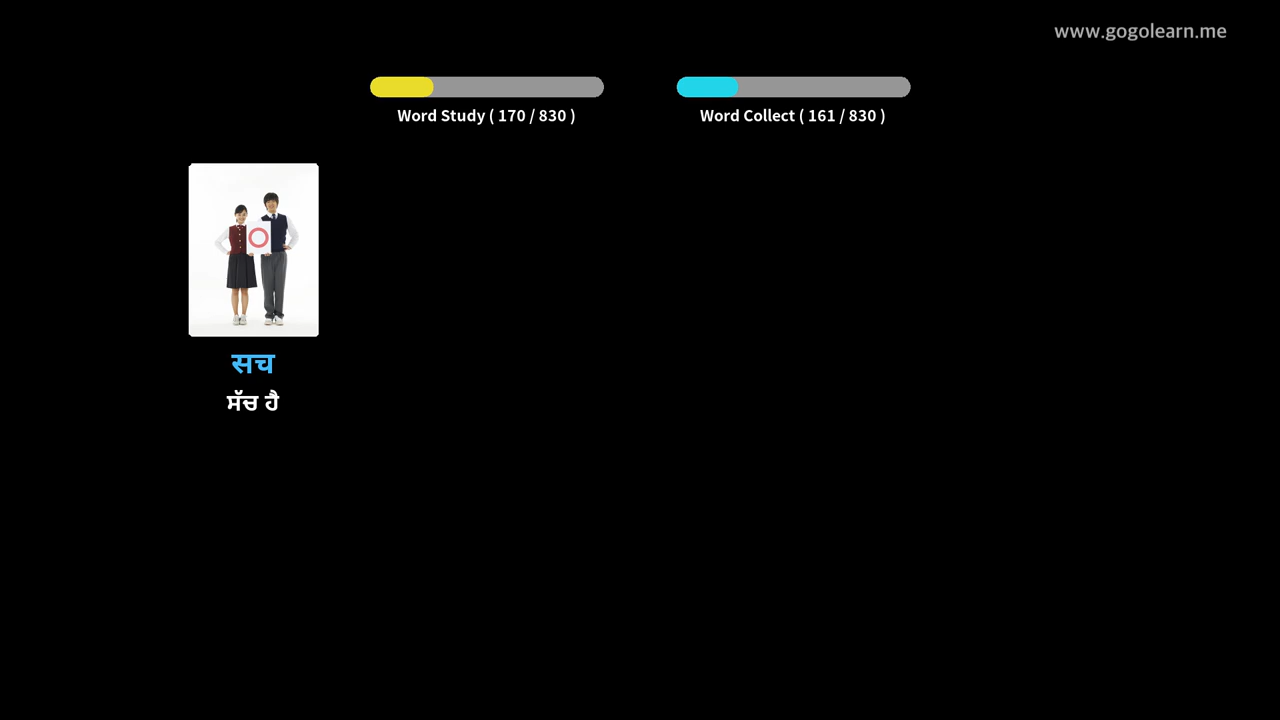 www.gogolearn.me
Word Study ( 170 / 830 )
Word Collect ( 161 / 830 )
सच
ਸੱਚ ਹੈ